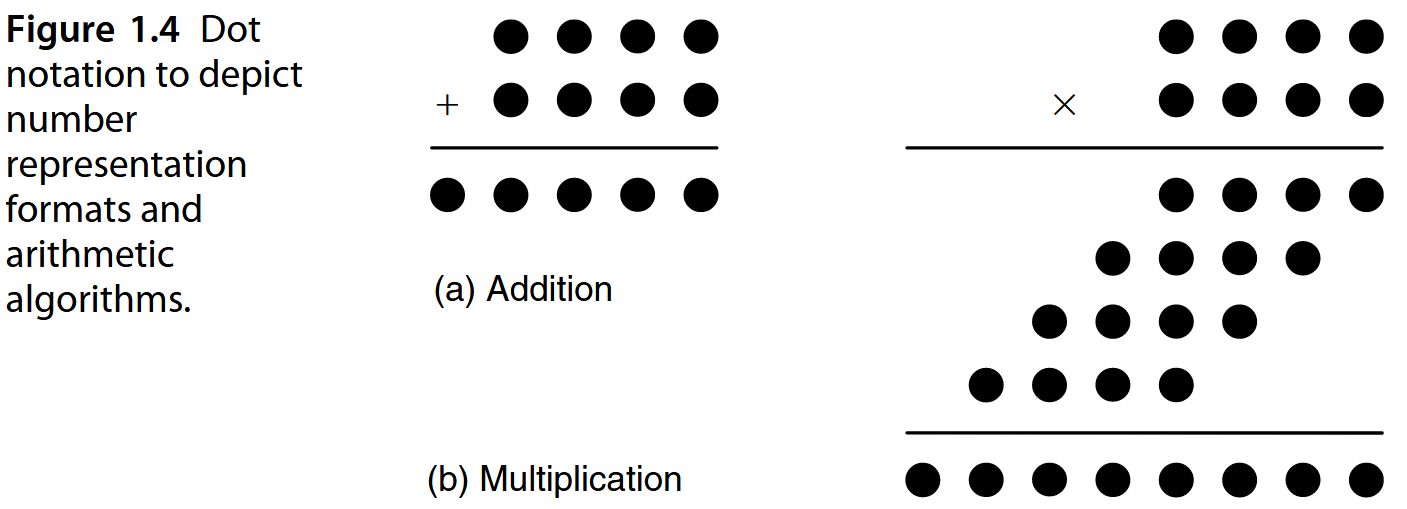 Figure 1.4 Dot
notation to depict
number
representation
formats and
arithmetic
algorithms.
+
(a) Addition
×
(b) Multiplication